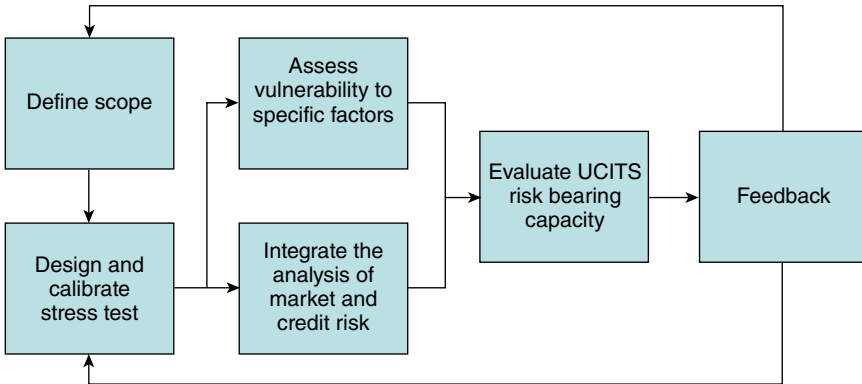 Define scope
Design and
calibrate
stress test
Assess
vulnerability to
specific factors
Integrate the
analysis of
market and
credit risk
Evaluate UCITS
risk bearing
capacity
Feedback